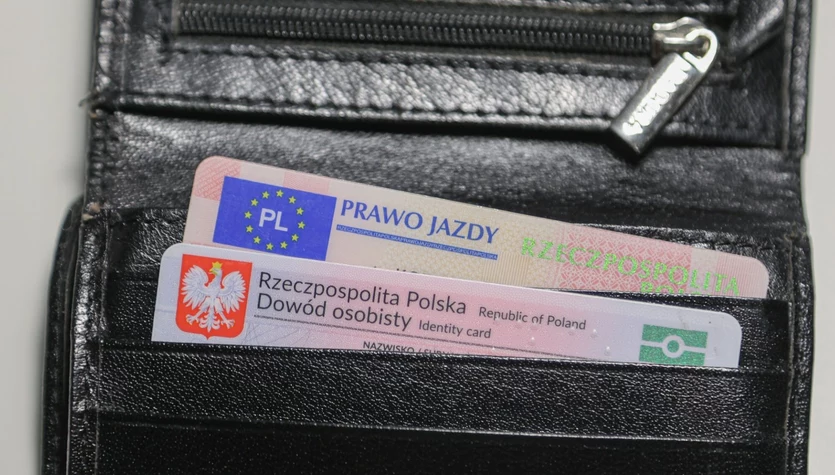 PL
PRAWO JAZDY
RZECZPOSPOLITA
Rzeczpospolita Polska Republic of Poland
Dowód osobisty Identity card
NAZWISKO /